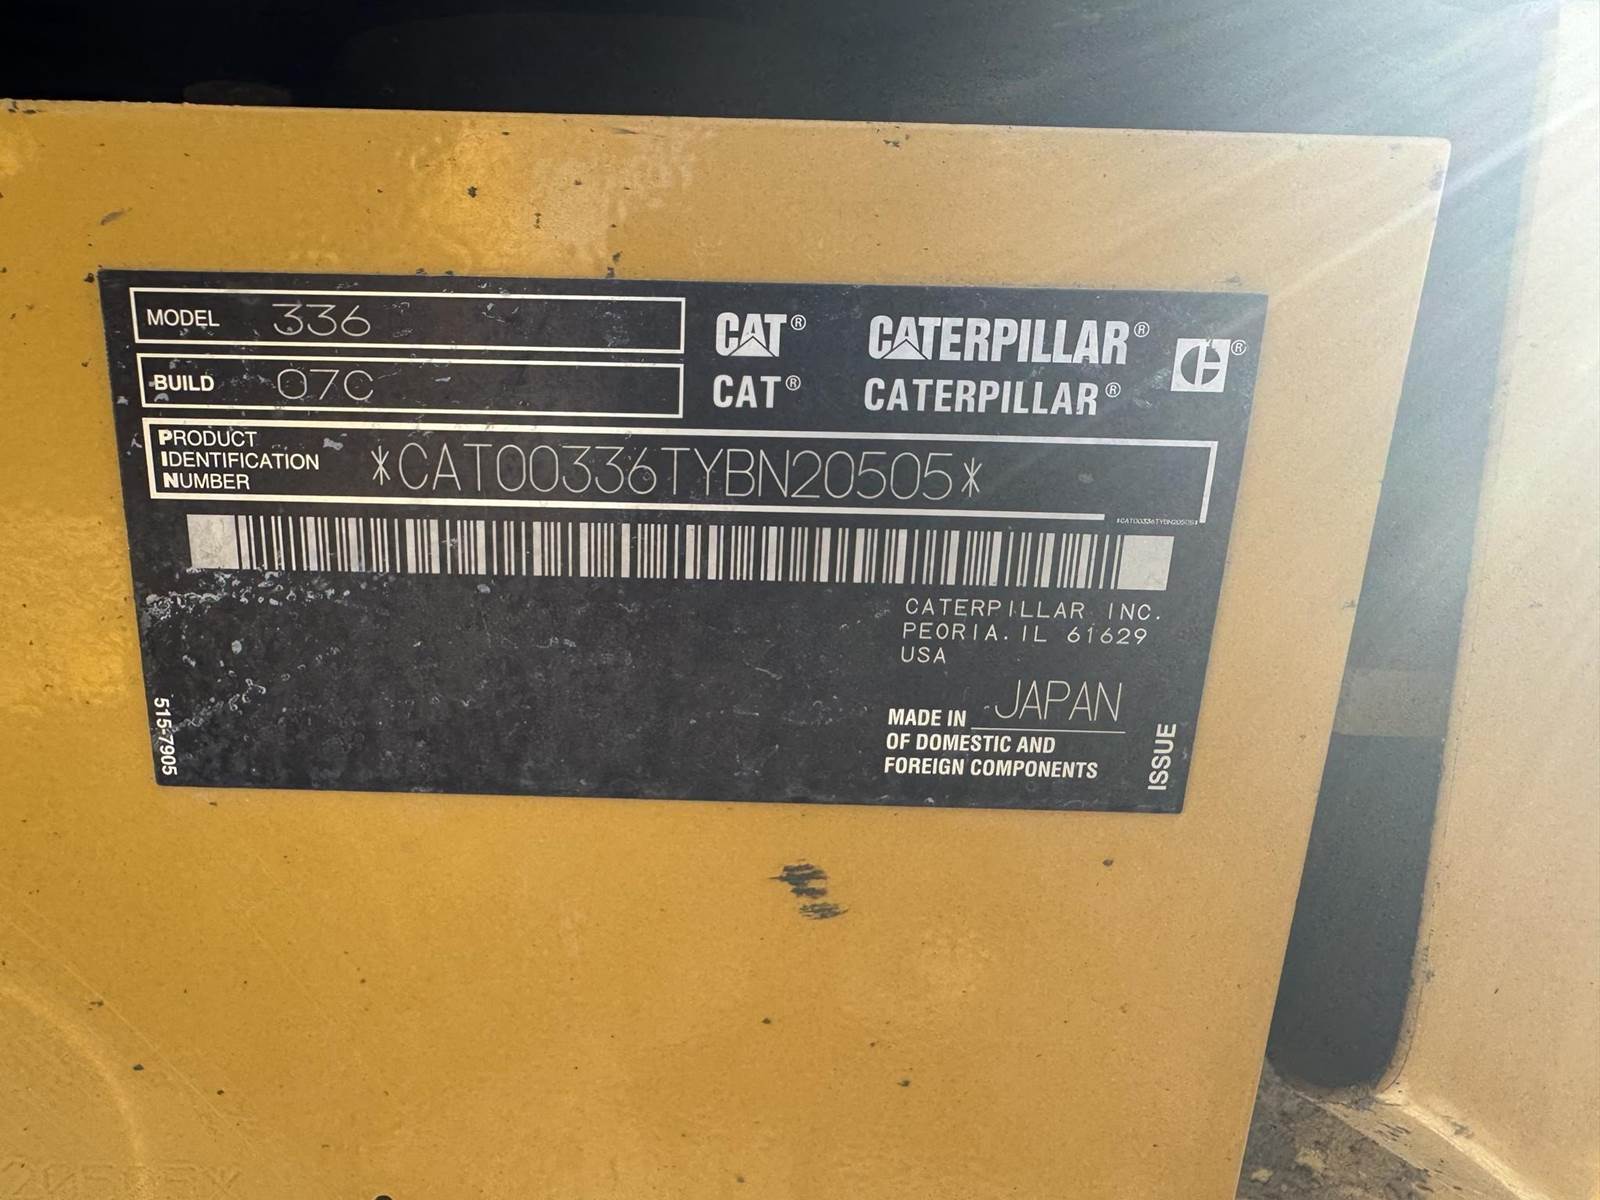 MODEL 336
BUILD 07C
CAT® CATERPILLAR®
CAT® CATERPILLAR®
PRODUCT
IDENTIFICATION
NUMBER
*CAT00336TYBN20505*
*CAT00336TYBN20505*
CATERPILLAR INC.
PEORIA. IL 61629
USA
MADE IN JAPAN
OF DOMESTIC AND
FOREIGN COMPONENTS
515-7905
ISSUE